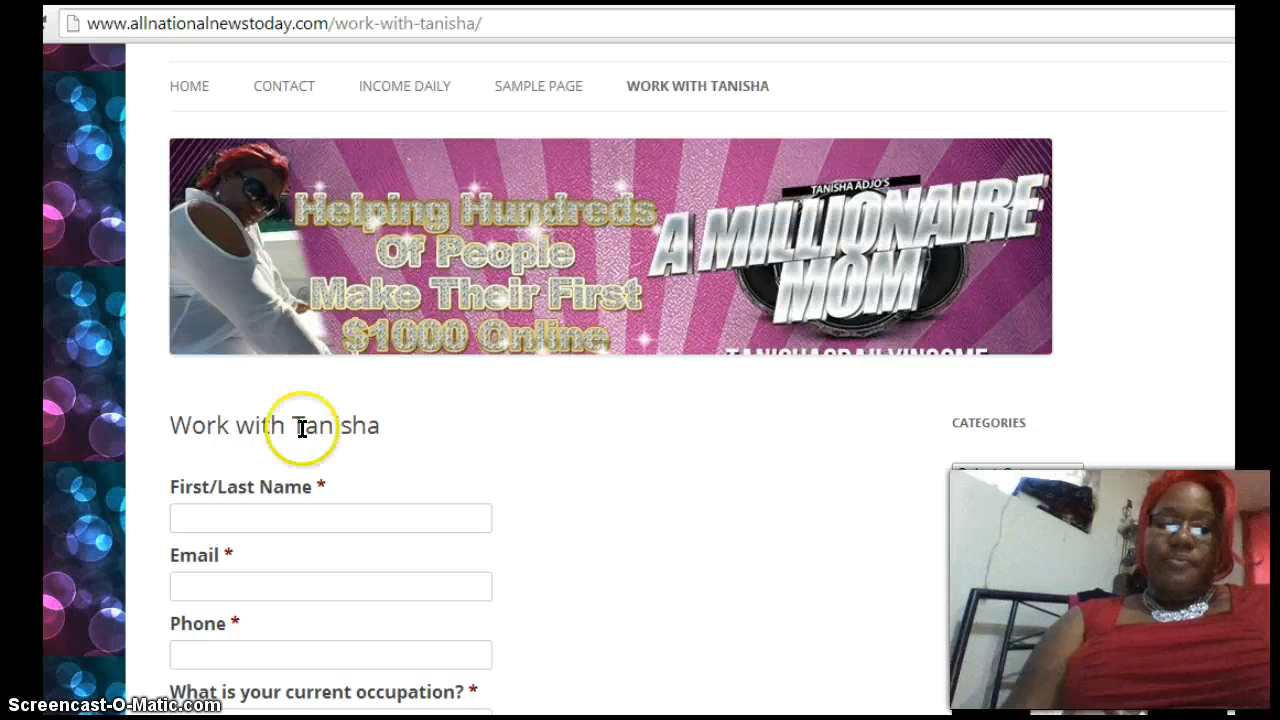 www.allnationalnewstoday.com/work-with-tanisha/
HOME CONTACT INCOME DAILY SAMPLE PAGE WORK WITH TANISHA
Helping Hundreds
Of People
Make Their First
$1000 Online
TANISHA ADJO'S
A MILLIONAIRE
MOM
Work with Tanisha
CATEGORIES
First/Last Name *
Email *
Phone *
What is your current occupation? *
Screencast-O-Matic.com